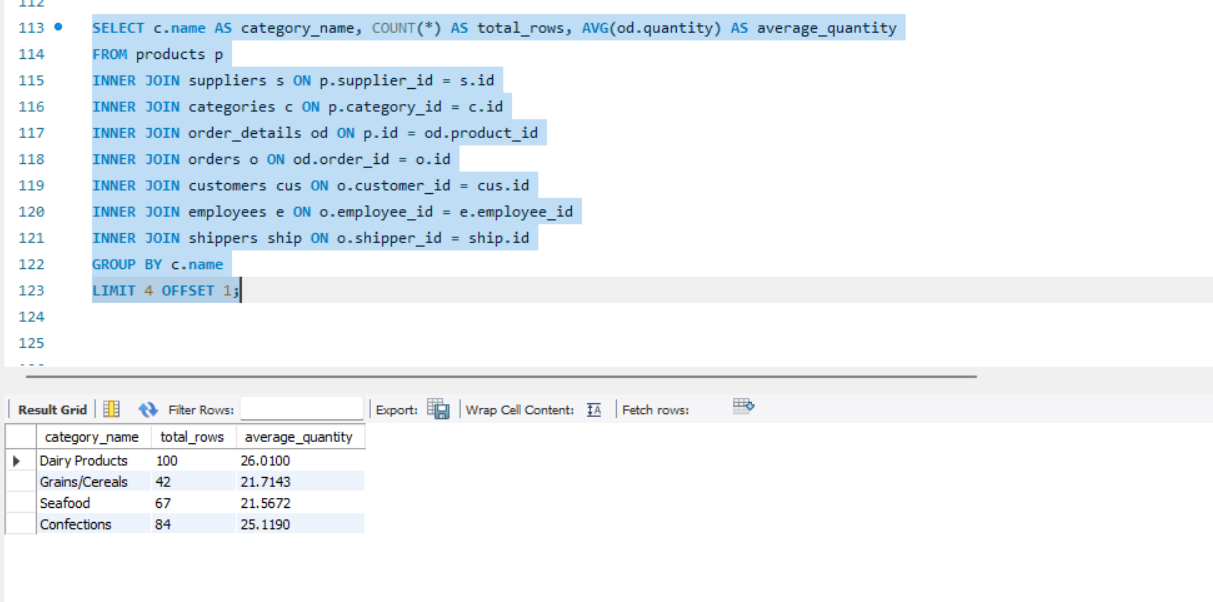 112
113 SELECT c.name AS category_name, COUNT(*) AS total_rows, AVG(od.quantity) AS average_quantity
114 FROM products p
115 INNER JOIN suppliers s ON p.supplier_id = s.id
116 INNER JOIN categories c ON p.category_id = c.id
117 INNER JOIN order_details od ON p.id = od.product_id
118 INNER JOIN orders o ON od.order_id = o.id
119 INNER JOIN customers cus ON o.customer_id = cus.id
120 INNER JOIN employees e ON o.employee_id = e.employee_id
121 INNER JOIN shippers ship ON o.shipper_id = ship.id
122 GROUP BY c.name
123 LIMIT 4 OFFSET 1;
124
125
Result Grid Filter Rows: Export: Wrap Cell Content: IA Fetch rows:
category_name total_rows average_quantity
Dairy Products 100 26.0100
Grains/Cereals 42 21.7143
Seafood 67 21.5672
Confections 84 25.1190